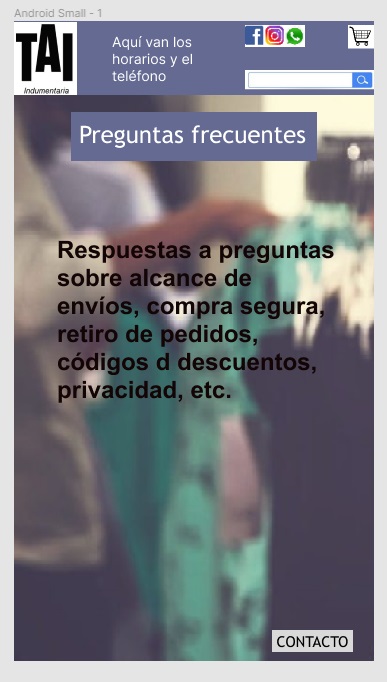 Android Small - 1
TAI
Indumentaria
Aquí van los
horarios y el
teléfono
Preguntas frecuentes
Respuestas a preguntas
sobre alcance de
envíos, compra segura,
retiro de pedidos,
códigos d descuentos,
privacidad, etc.
CONTACTO